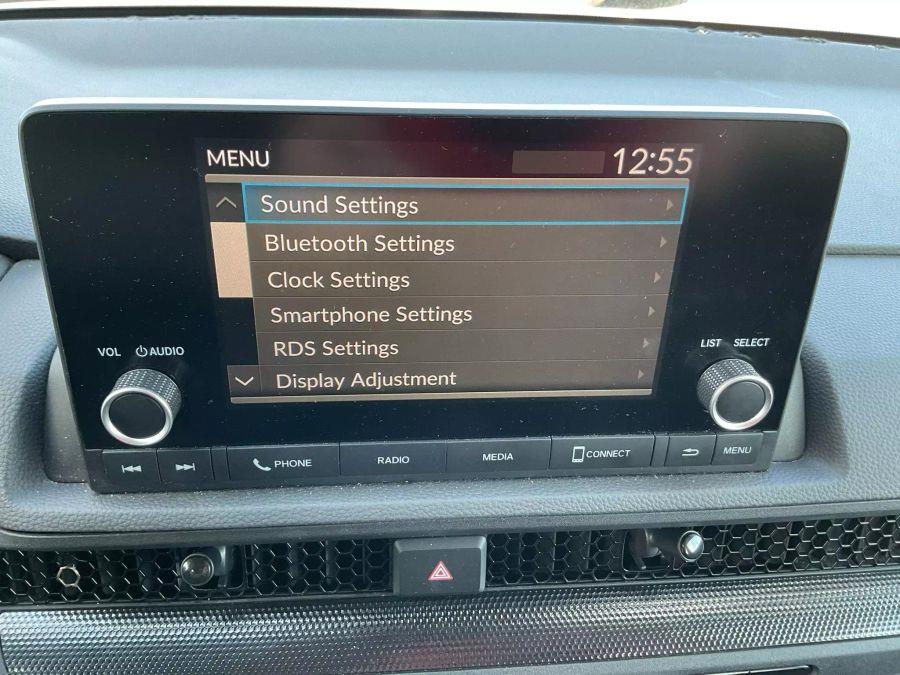 MENU 12:55
Sound Settings
Bluetooth Settings
Clock Settings
Smartphone Settings
RDS Settings
Display Adjustment
VOL AUDIO
LIST SELECT
PHONE RADIO MEDIA CONNECT MENU